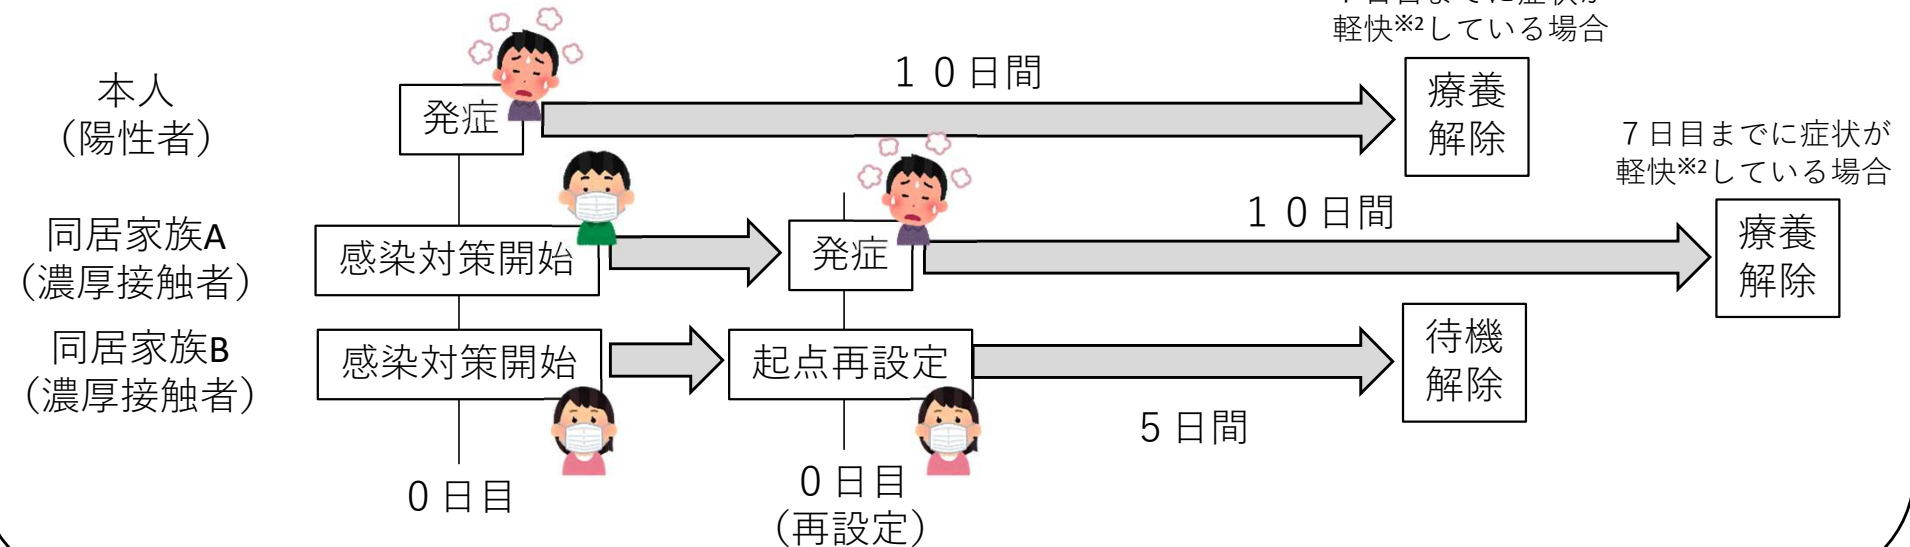 軽快※2している場合
本人
（陽性者）
発症
１０日間
療養
解除
７日目までに症状が
軽快※2している場合
同居家族A
（濃厚接触者）
感染対策開始
発症
１０日間
療養
解除
同居家族B
（濃厚接触者）
感染対策開始
起点再設定
５日間
待機
解除
０日目
０日目
（再設定）